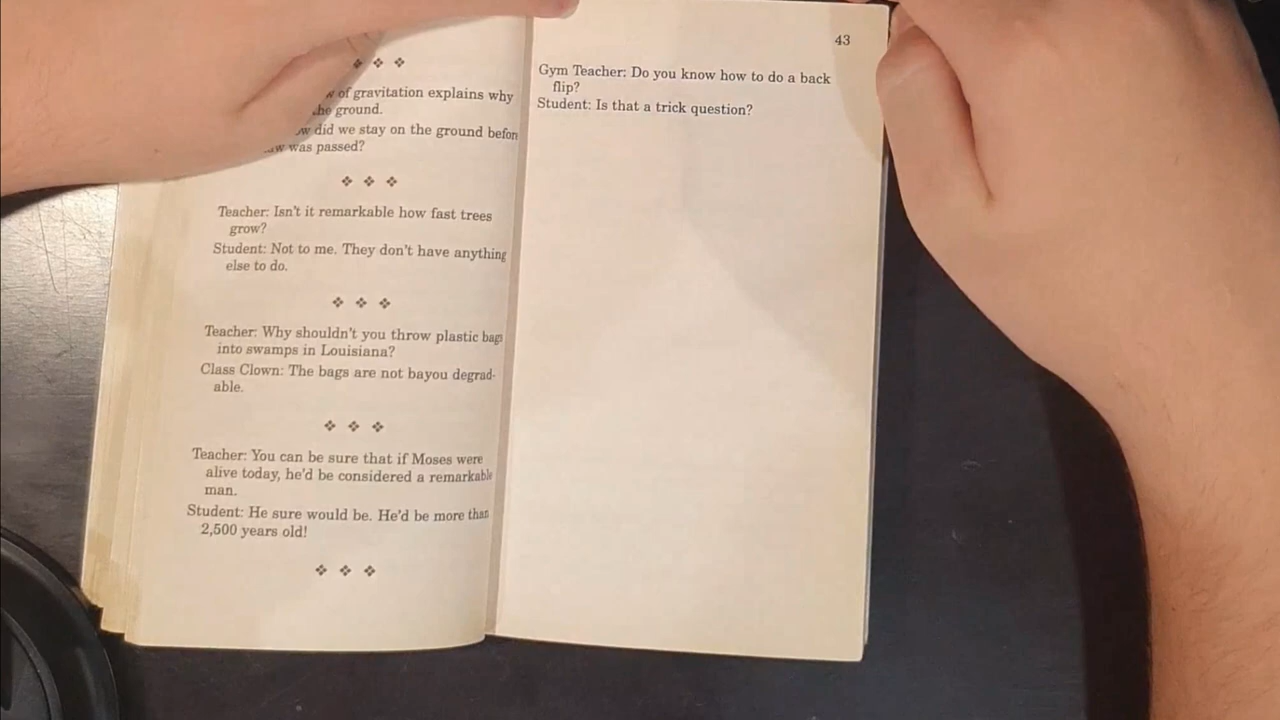 of gravitation explains why
the ground.
did we stay on the ground before
was passed?
Teacher: Isn't it remarkable how fast trees
grow?
Student: Not to me. They don't have anything
else to do.
Teacher: Why shouldn't you throw plastic bags
into swamps in Louisiana?
Class Clown: The bags are not bayou degrad-
able.
Teacher: You can be sure that if Moses were
alive today, he'd be considered a remarkable
man.
Student: He sure would be. He'd be more than
2,500 years old!
43
Gym Teacher: Do you know how to do a back
flip?
Student: Is that a trick question?